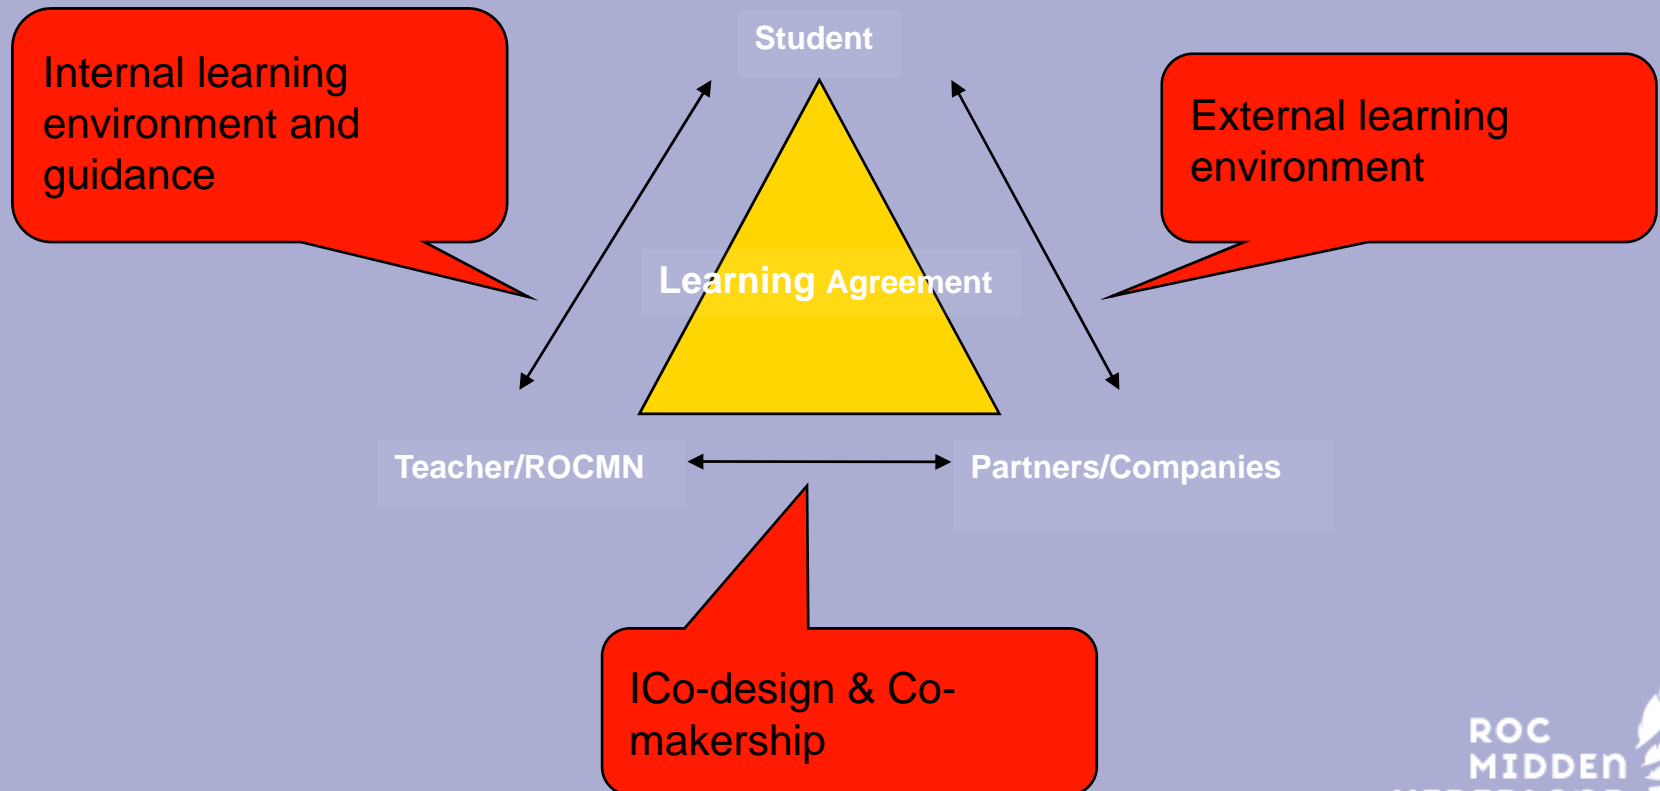 Student
Internal learning
environment and
guidance
External learning
environment
Learning Agreement
Teacher/ROCMN
Partners/Companies
ICo-design & Co-
makership
ROC
MIDDEN